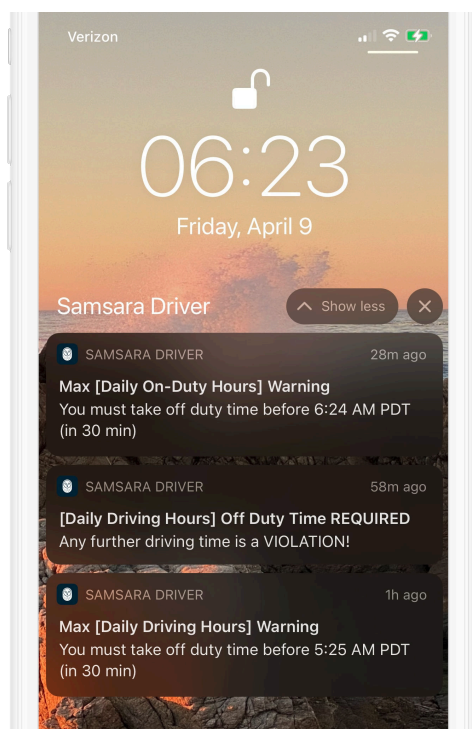 Verizon
06:23
Friday, April 9
Samsara Driver
Show less
SAMSARA DRIVER 28m ago
Max [Daily On-Duty Hours] Warning
You must take off duty time before 6:24 AM PDT
(in 30 min)
SAMSARA DRIVER 58m ago
[Daily Driving Hours] Off Duty Time REQUIRED
Any further driving time is a VIOLATION!
SAMSARA DRIVER 1h ago
Max [Daily Driving Hours] Warning
You must take off duty time before 5:25 AM PDT
(in 30 min)